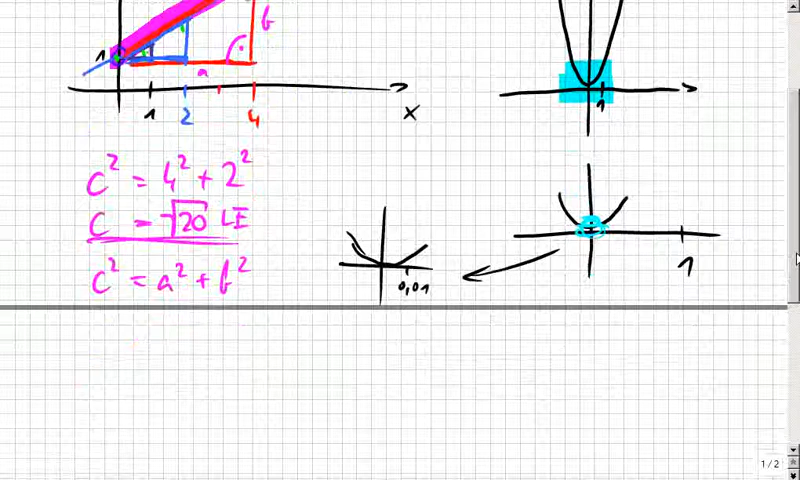 b
1
a
1 2 4
x
1
c² = 4² + 2²
c = √20 LE
c² = a² + b²
0,01
1
1/2